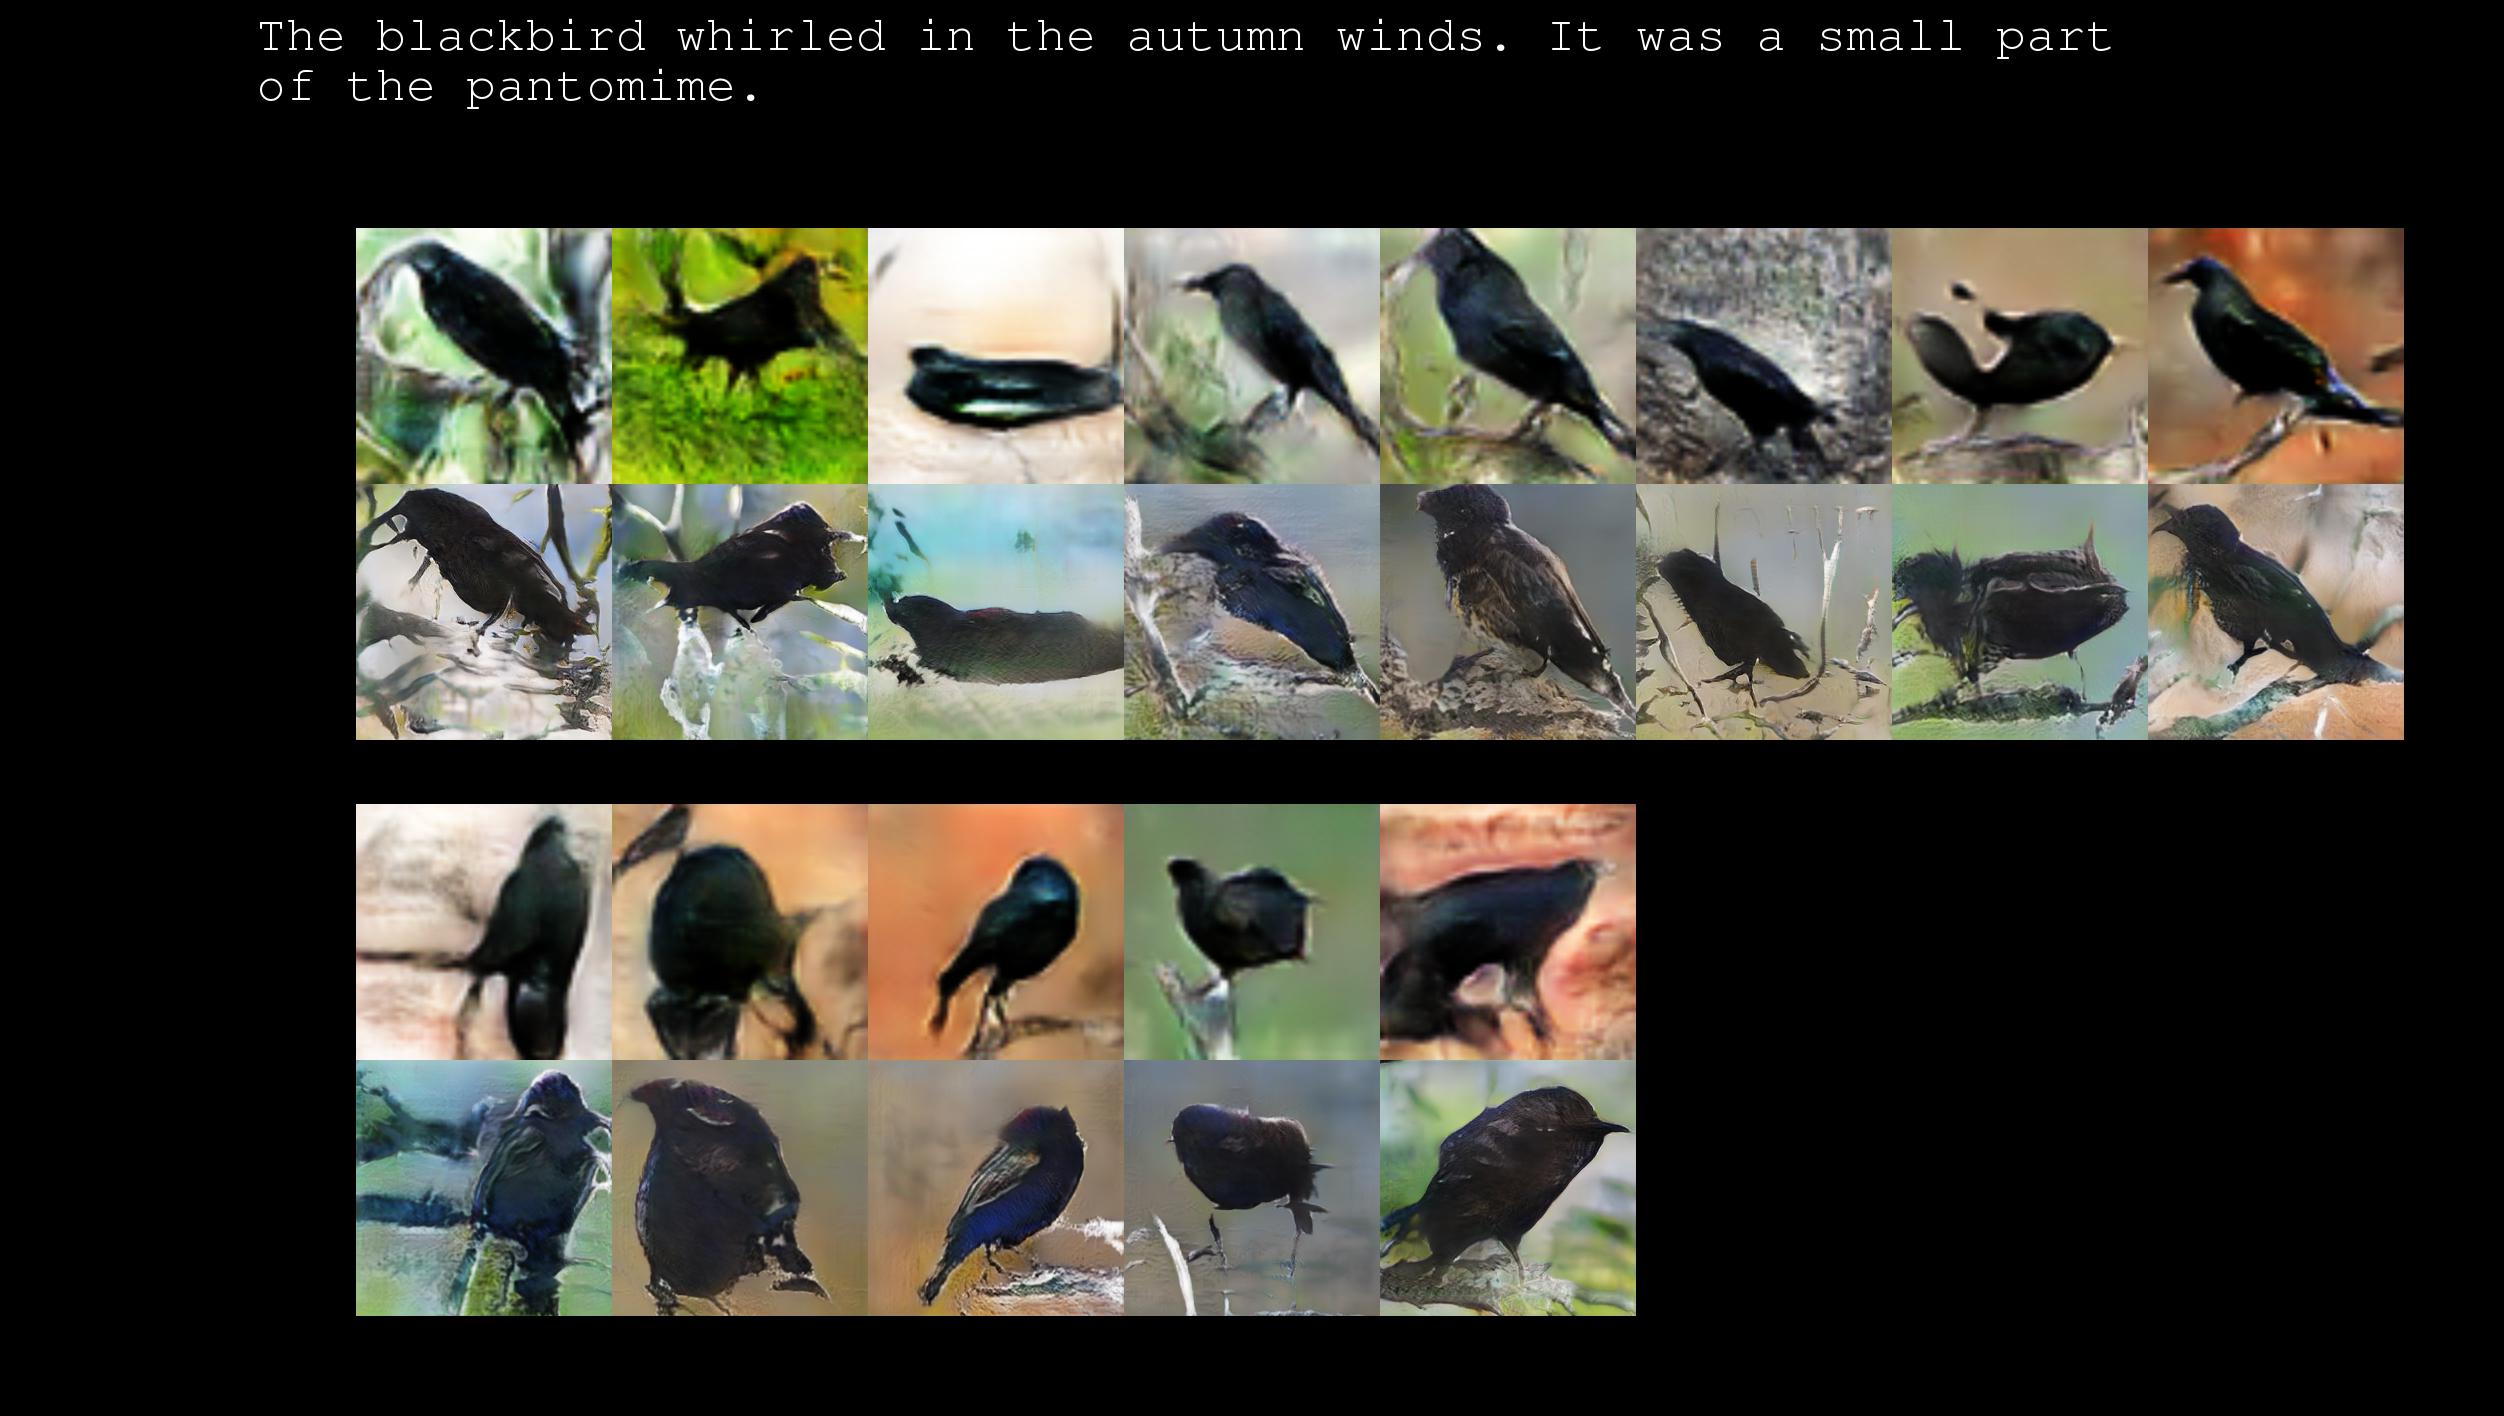 The blackbird whirled in the autumn winds. It was a small part
of the pantomime.